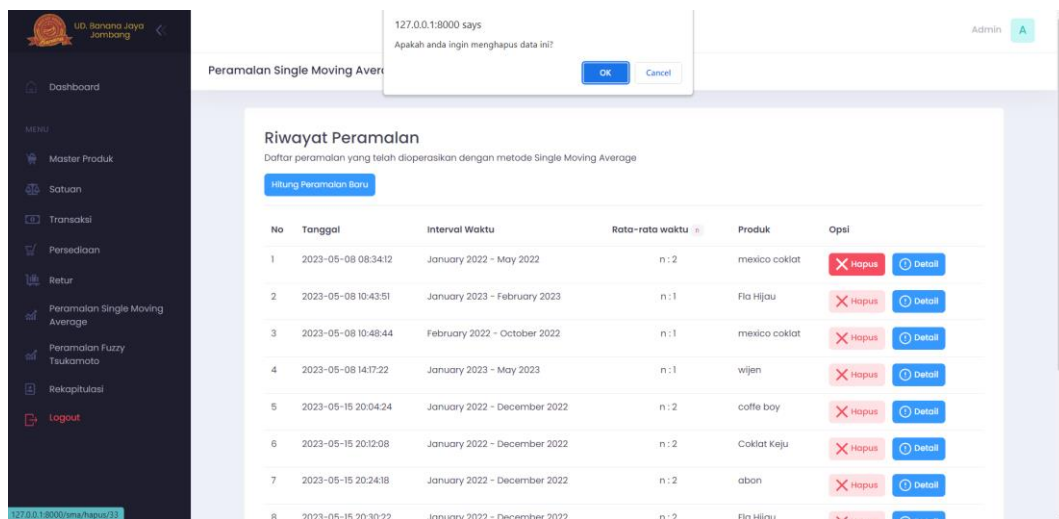 UD. Banana Jaya
Jombang
127.0.0.1:8000 says
Apakah anda ingin menghapus data ini?
OK Cancel
Admin A
Peramalan Single Moving Aver
Dashboard
MENU
Master Produk
Satuan
Transaksi
Persediaan
Retur
Peramalan Single Moving
Average
Peramalan Fuzzy
Tsukamoto
Rekapitulasi
Logout
127.0.0.1:8000/sma/hapus/33
Riwayat Peramalan
Daftar peramalan yang telah dioperasikan dengan metode Single Moving Average
Hitung Peramalan Baru
No Tanggal Interval Waktu Rata-rata waktu n Produk Opsi
1 2023-05-08 08:34:12 January 2022 - May 2022 n : 2 mexico coklat Hapus Detail
2 2023-05-08 10:43:51 January 2023 - February 2023 n : 1 Fla Hijau Hapus Detail
3 2023-05-08 10:48:44 February 2022 - October 2022 n : 1 mexico coklat Hapus Detail
4 2023-05-08 14:17:22 January 2023 - May 2023 n : 1 wijen Hapus Detail
5 2023-05-15 20:04:24 January 2022 - December 2022 n : 2 coffe boy Hapus Detail
6 2023-05-15 20:12:08 January 2022 - December 2022 n : 2 Coklat Keju Hapus Detail
7 2023-05-15 20:24:18 January 2022 - December 2022 n : 2 abon Hapus Detail
8 2023-05-15 20:30:22 January 2022 - December 2022 n : 2 Fla Hijau Hapus Detail